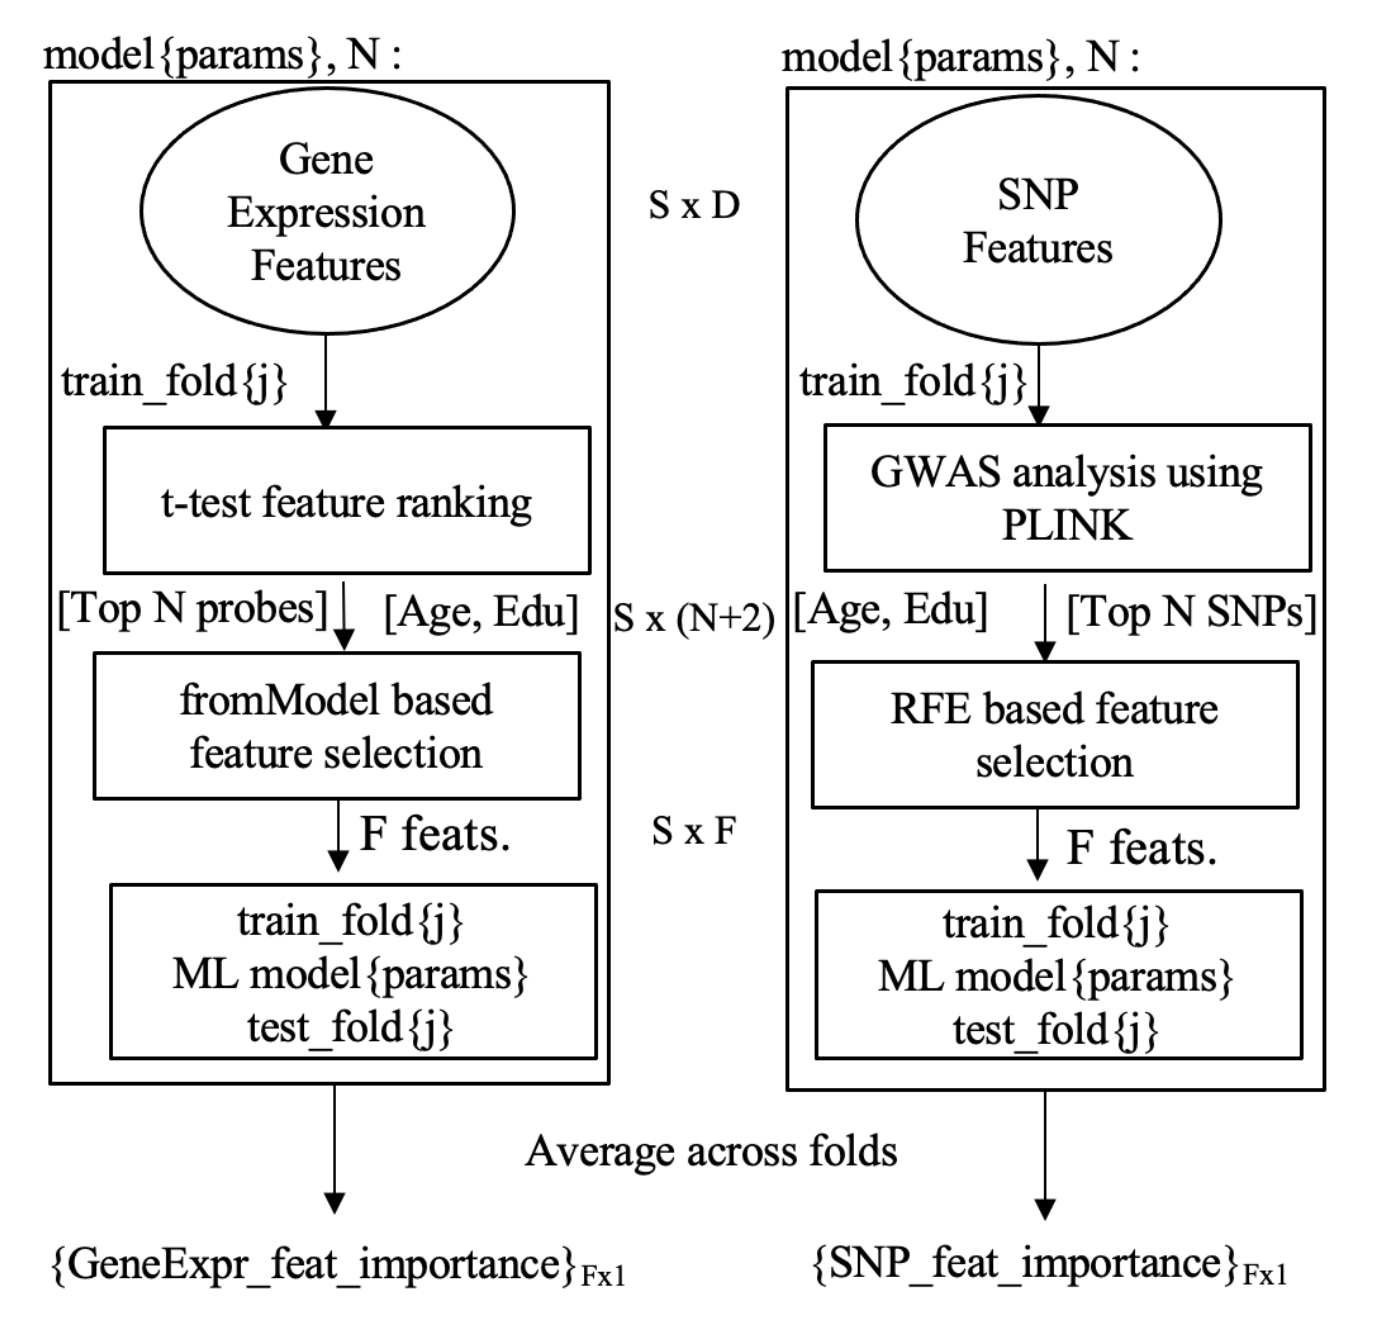 model{params}, N :
Gene
Expression
Features
train_fold{j}
t-test feature ranking
[Top N probes]
[Age, Edu]
fromModel based
feature selection
F feats.
train_fold{j}
ML model{params}
test_fold{j}
{GeneExpr_feat_importance}Fx1
S x D
S x (N+2)
S x F
Average across folds
model{params}, N :
SNP
Features
train_fold{j}
GWAS analysis using
PLINK
[Age, Edu]
[Top N SNPs]
RFE based feature
selection
F feats.
train_fold{j}
ML model{params}
test_fold{j}
{SNP_feat_importance}Fx1